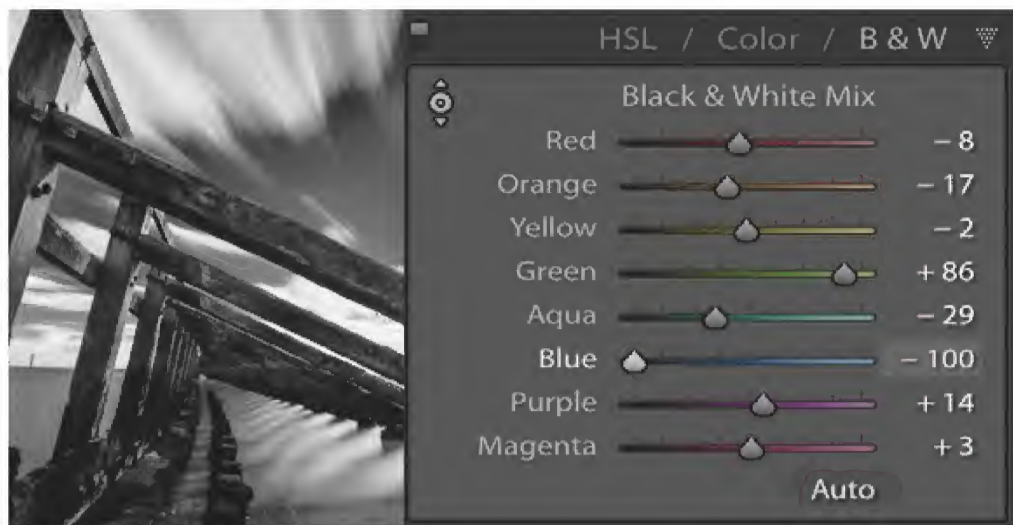 HSL / Color / B & W
Black & White Mix
Red – 8
Orange – 17
Yellow – 2
Green + 86
Aqua – 29
Blue – 100
Purple + 14
Magenta + 3
Auto